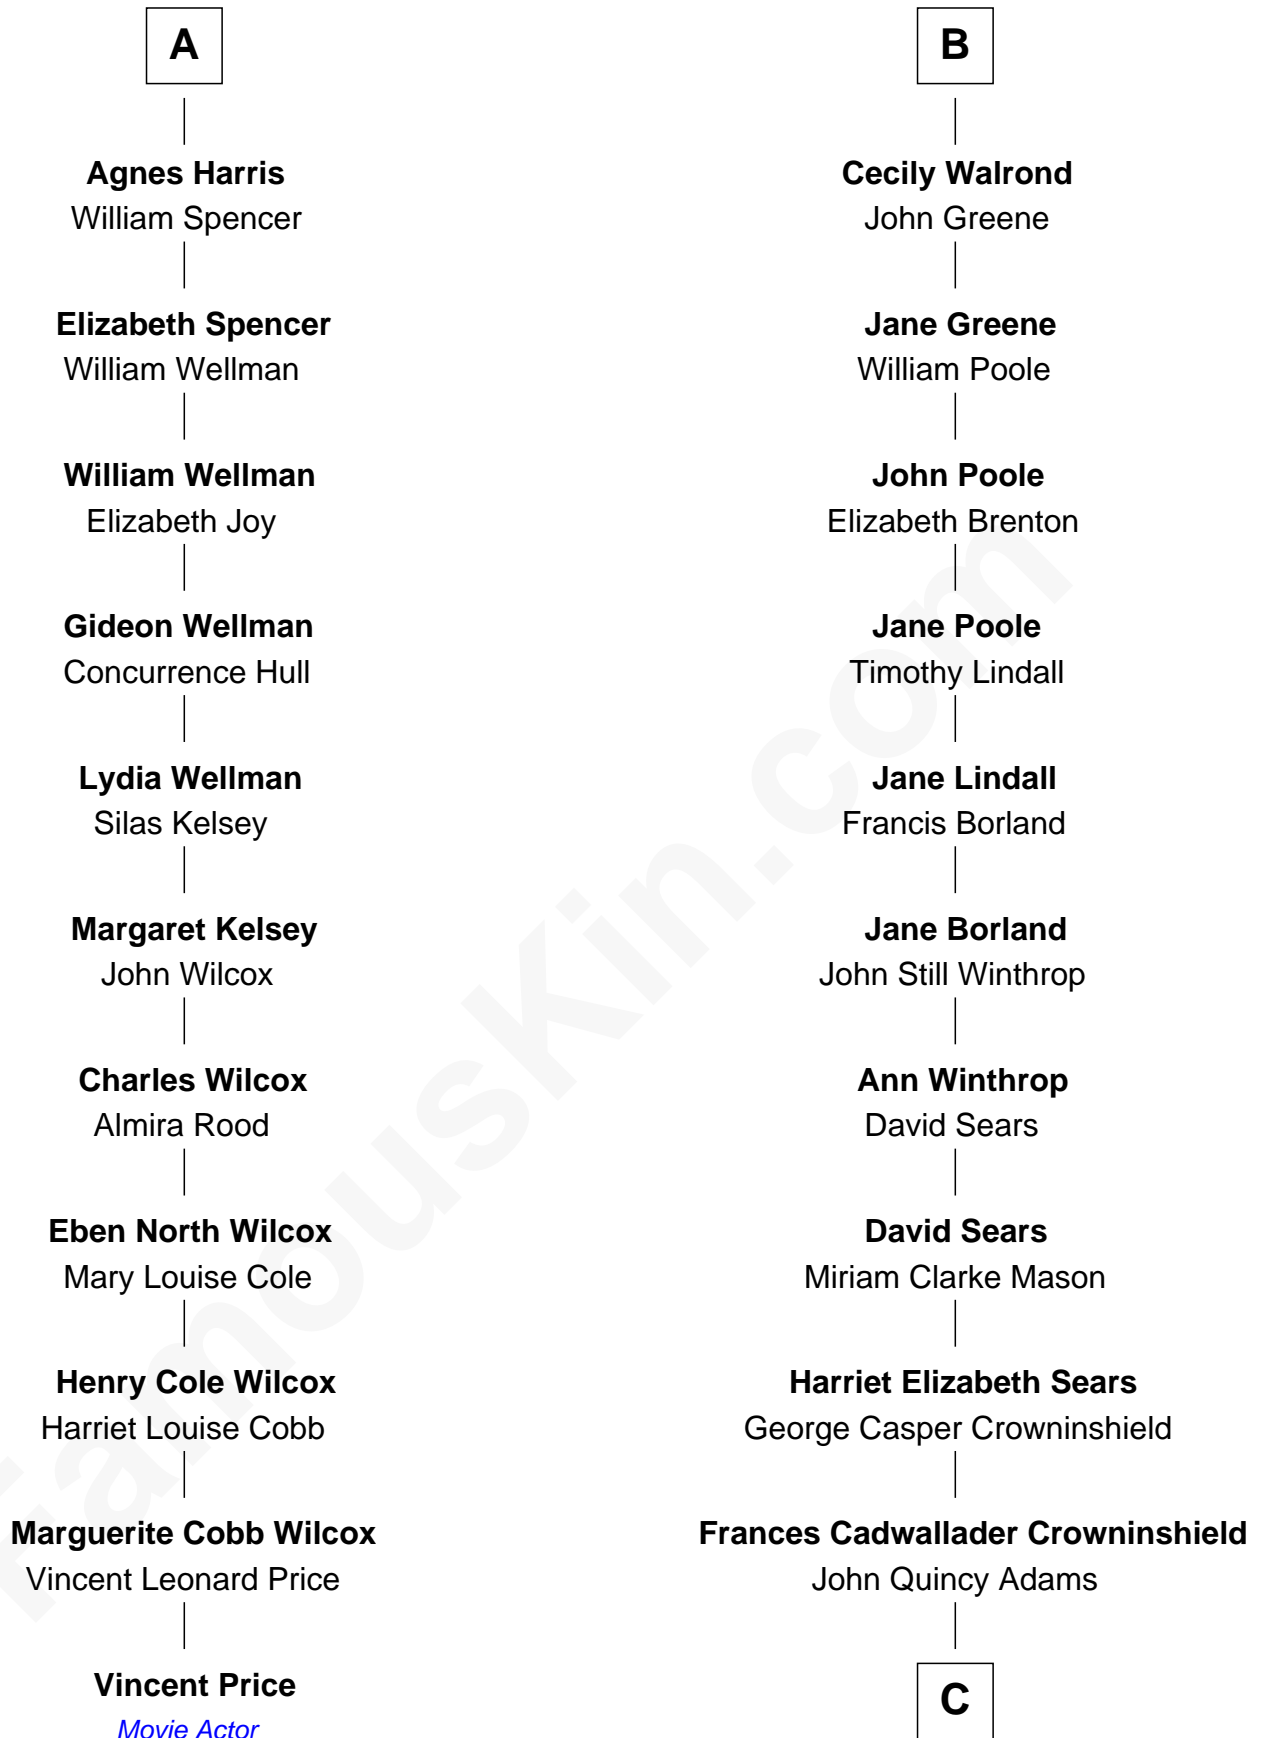 A
Agnes Harris
William Spencer
Elizabeth Spencer
William Wellman
William Wellman
Elizabeth Joy
Gideon Wellman
Concurrence Hull
Lydia Wellman
Silas Kelsey
Margaret Kelsey
John Wilcox
Charles Wilcox
Almira Rood
Eben North Wilcox
Mary Louise Cole
Henry Cole Wilcox
Harriet Louise Cobb
Marguerite Cobb Wilcox
Vincent Leonard Price
Vincent Price
Movie Actor
B
Cecily Walrond
John Greene
Jane Greene
William Poole
John Poole
Elizabeth Brenton
Jane Poole
Timothy Lindall
Jane Lindall
Francis Borland
Jane Borland
John Still Winthrop
Ann Winthrop
David Sears
David Sears
Miriam Clarke Mason
Harriet Elizabeth Sears
George Casper Crowninshield
Frances Cadwallader Crowninshield
John Quincy Adams
C
FamousKin.com